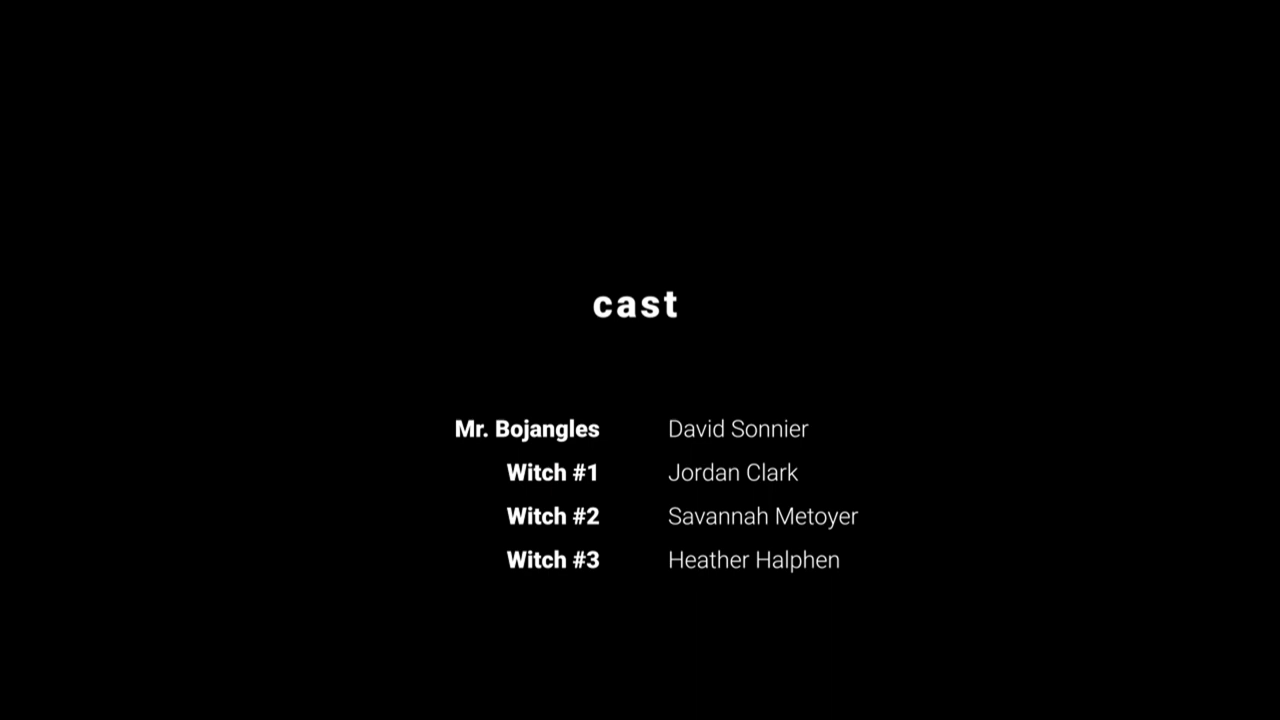 cast
Mr. Bojangles David Sonnier
Witch #1 Jordan Clark
Witch #2 Savannah Metoyer
Witch #3 Heather Halphen